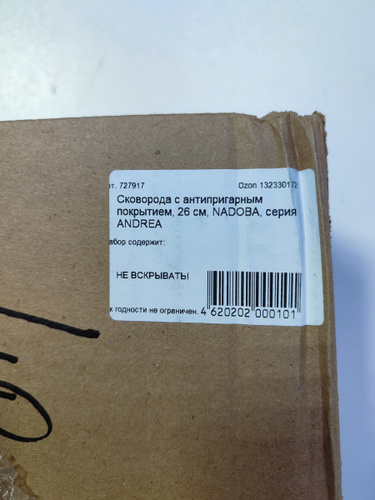 т. 727917 Ozon 132330172
Сковорода с антипригарным
покрытием, 26 см, NADOBA, серия
ANDREA
абор содержит:
НЕ ВСКРЫВАТЬ!
к годности не ограничен. 4 620202 000101